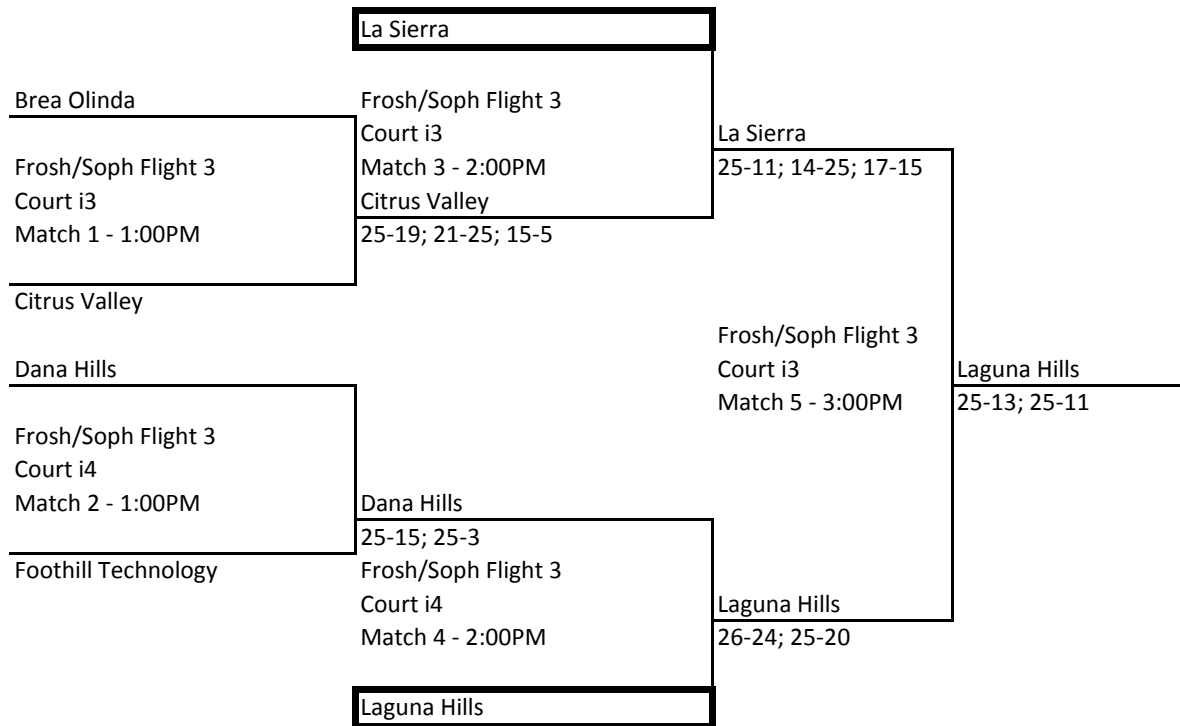 La Sierra
Brea Olinda
Frosh/Soph Flight 3
Court i3
Match 1 - 1:00PM
Citrus Valley
Frosh/Soph Flight 3
Court i3
Match 3 - 2:00PM
Citrus Valley
25-19; 21-25; 15-5
La Sierra
25-11; 14-25; 17-15
Dana Hills
Frosh/Soph Flight 3
Court i4
Match 2 - 1:00PM
Foothill Technology
Dana Hills
25-15; 25-3
Frosh/Soph Flight 3
Court i4
Match 4 - 2:00PM
Laguna Hills
Laguna Hills
26-24; 25-20
Frosh/Soph Flight 3
Court i3
Match 5 - 3:00PM
Laguna Hills
25-13; 25-11